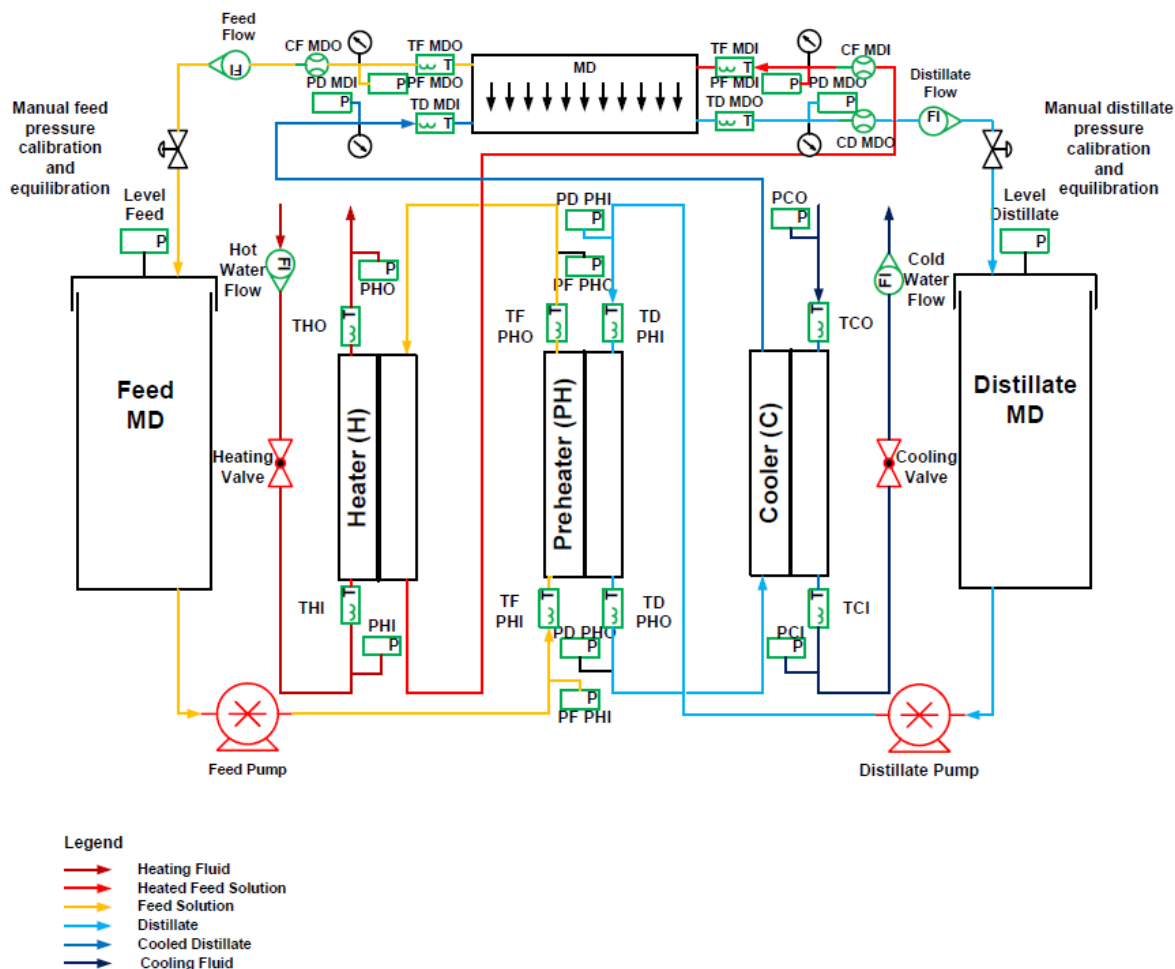 Feed
Flow
CF MDO
TF MDO
FI
T
PD MDI
P
P
PF MDO
TD MDI
T
MD
TF MDI
T
CF MDI
PF MDI
P
PD MDO
P
TD MDO
T
CD MDO
Distillate
Flow
FI
Manual feed
pressure
calibration
and
equilibration
Manual distillate
pressure
calibration
and
equilibration
Level
Feed
P
Level
Distillate
P
Hot
Water
Flow
FI
P
PHO
THO
T
PD PHI
P
P
PF PHO
TF
PHO
T
T
TD
PHI
PCO
P
T
TCO
FI
Cold
Water
Flow
Feed
MD
Heating
Valve
Heater (H)
Preheater (PH)
Cooler (C)
Cooling
Valve
Distillate
MD
THI
T
PHI
P
TF
PHI
T
T
TD
PHO
PD PHO
P
P
PF PHI
PCI
P
T
TCI
Feed Pump
Distillate Pump
Legend
Heating Fluid
Heated Feed Solution
Feed Solution
Distillate
Cooled Distillate
Cooling Fluid